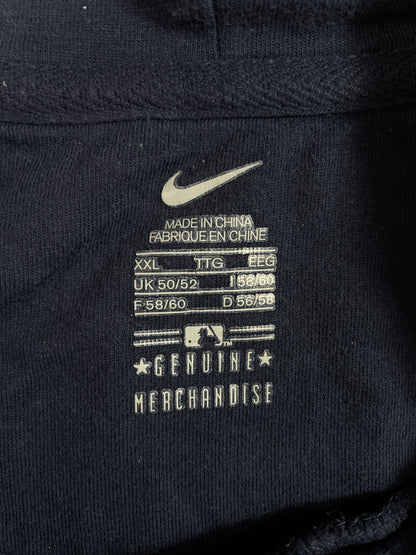 MADE IN CHINA
FABRIQUE EN CHINE
XXL TTG EEG
UK 50/52 I 58/60
F 58/60 D 56/58
TM
★GENUINE★
MERCHANDISE